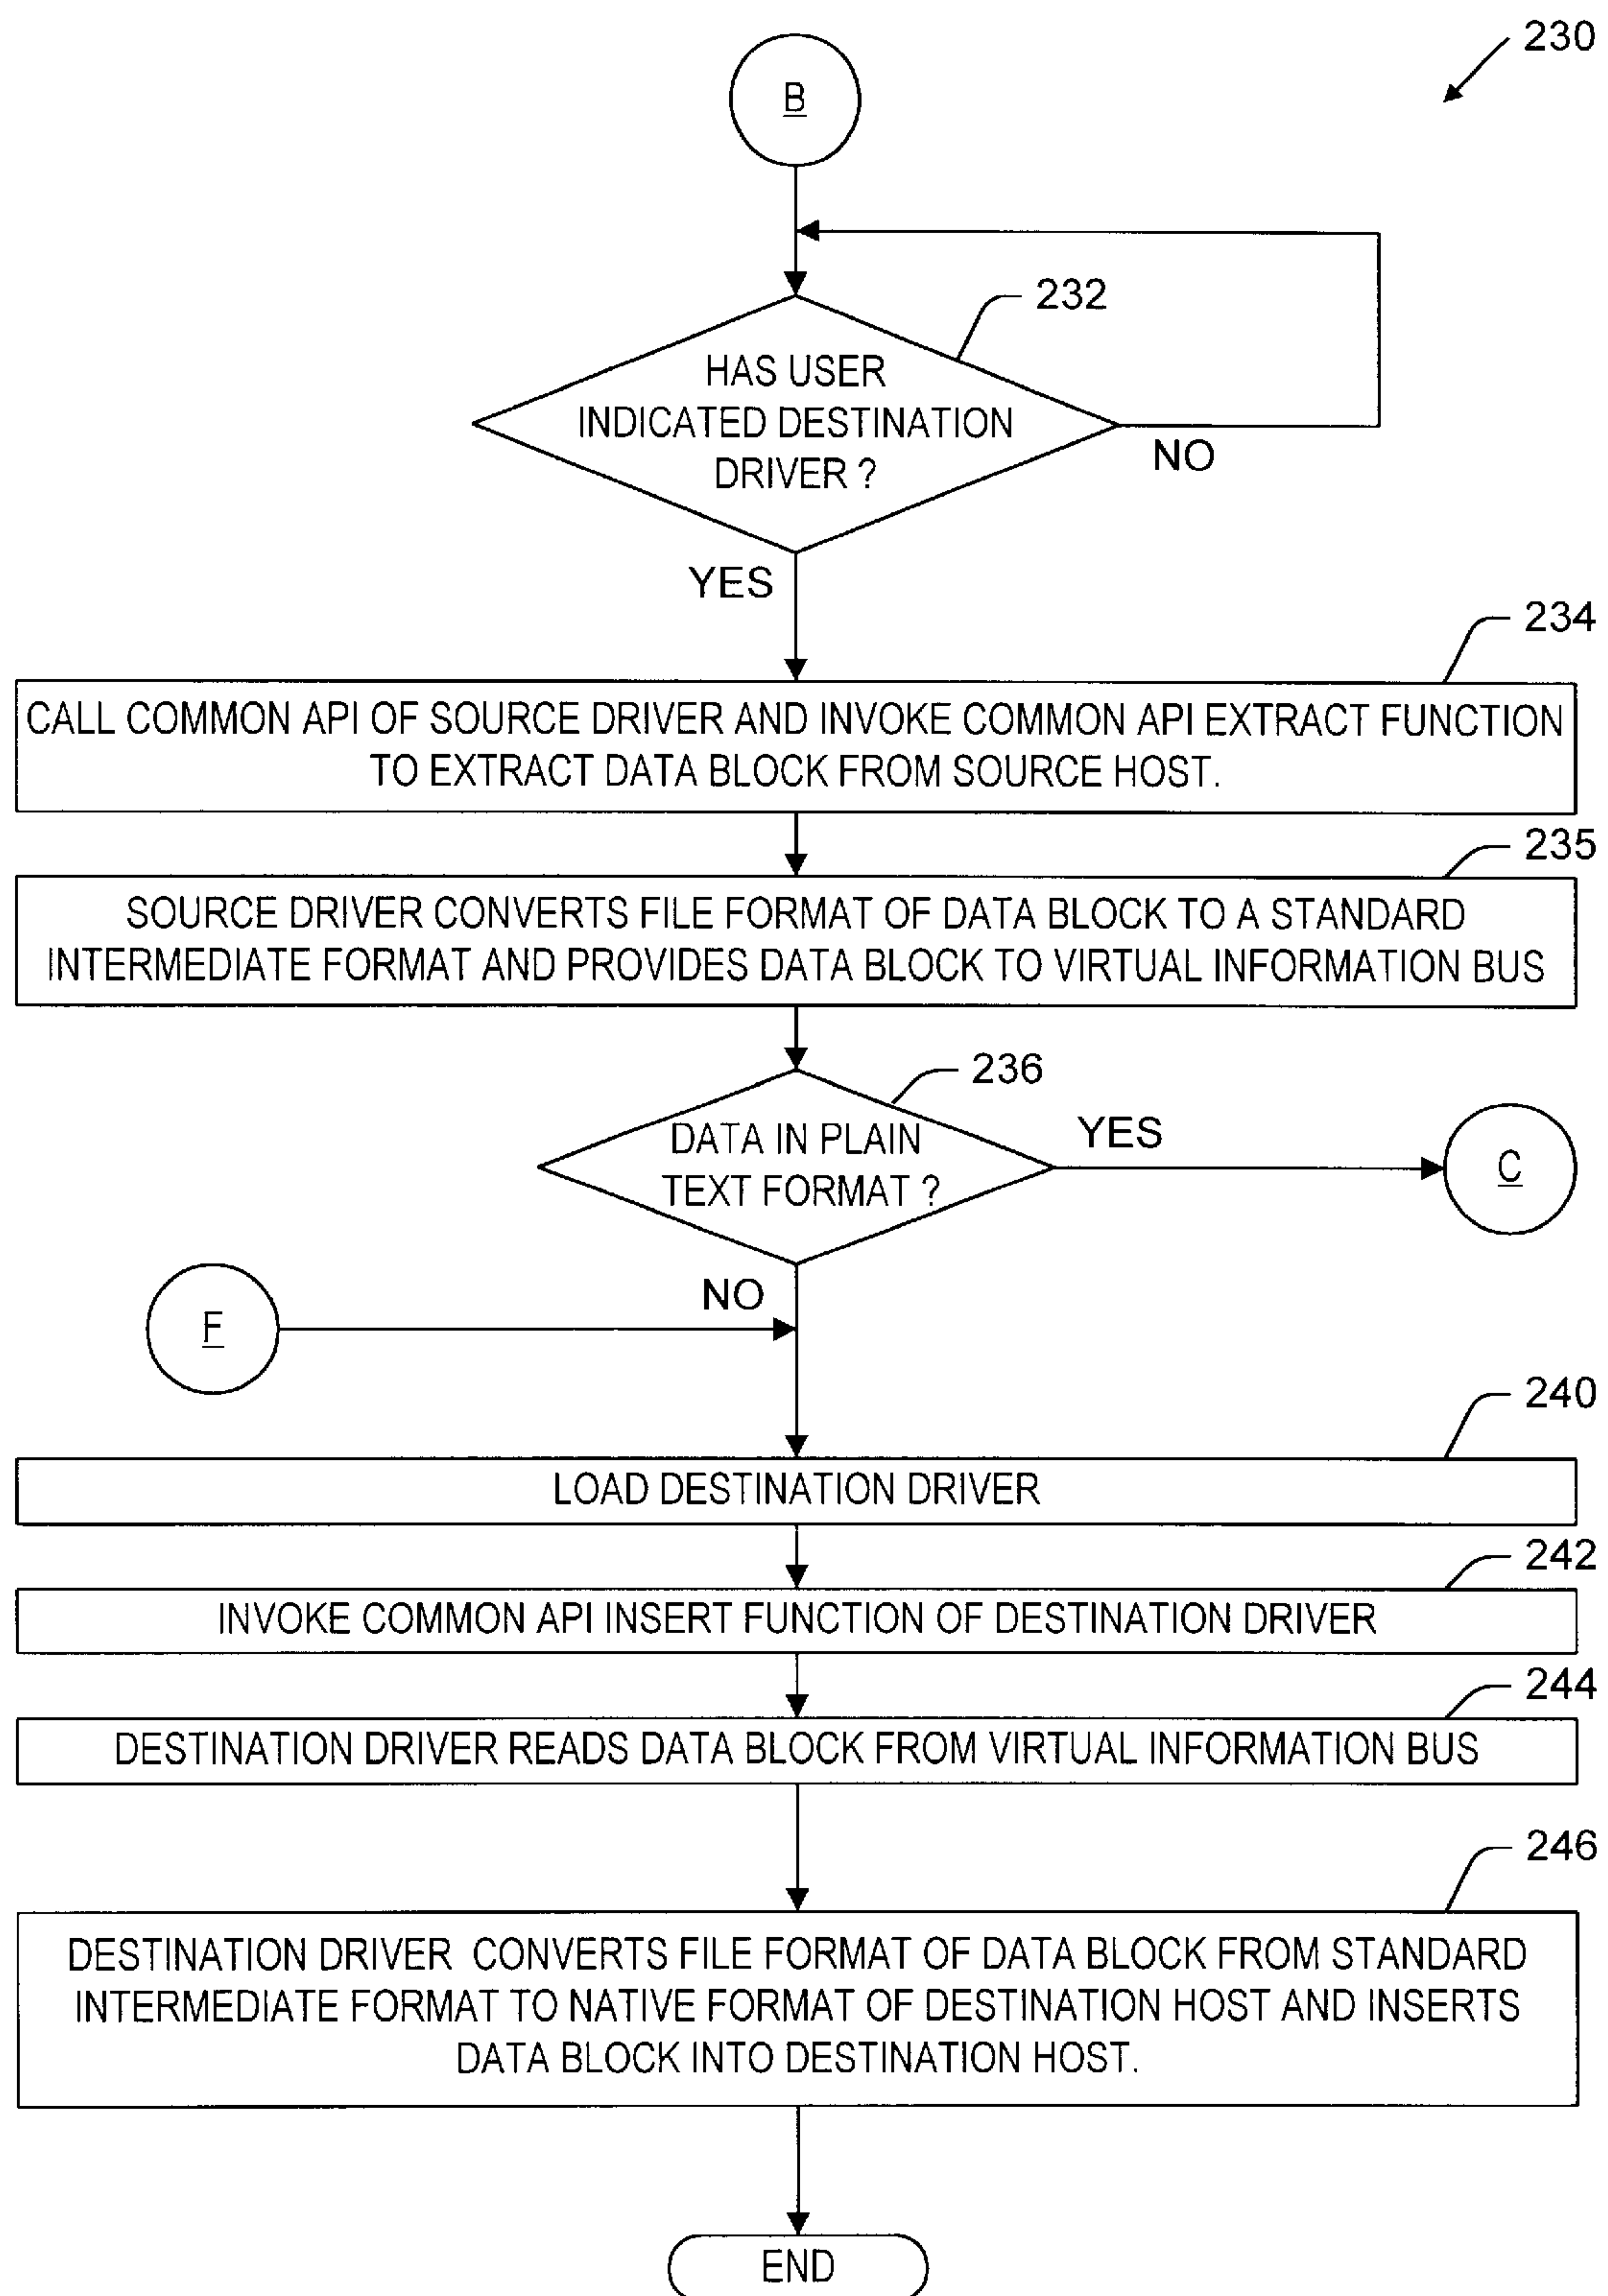 230
B
232
HAS USER
INDICATED DESTINATION
DRIVER ?
NO
YES
234
CALL COMMON API OF SOURCE DRIVER AND INVOKE COMMON API EXTRACT FUNCTION
TO EXTRACT DATA BLOCK FROM SOURCE HOST.
235
SOURCE DRIVER CONVERTS FILE FORMAT OF DATA BLOCK TO A STANDARD
INTERMEDIATE FORMAT AND PROVIDES DATA BLOCK TO VIRTUAL INFORMATION BUS
236
DATA IN PLAIN
TEXT FORMAT ?
YES
C
NO
F
240
LOAD DESTINATION DRIVER
242
INVOKE COMMON API INSERT FUNCTION OF DESTINATION DRIVER
244
DESTINATION DRIVER READS DATA BLOCK FROM VIRTUAL INFORMATION BUS
246
DESTINATION DRIVER CONVERTS FILE FORMAT OF DATA BLOCK FROM STANDARD
INTERMEDIATE FORMAT TO NATIVE FORMAT OF DESTINATION HOST AND INSERTS
DATA BLOCK INTO DESTINATION HOST.
END